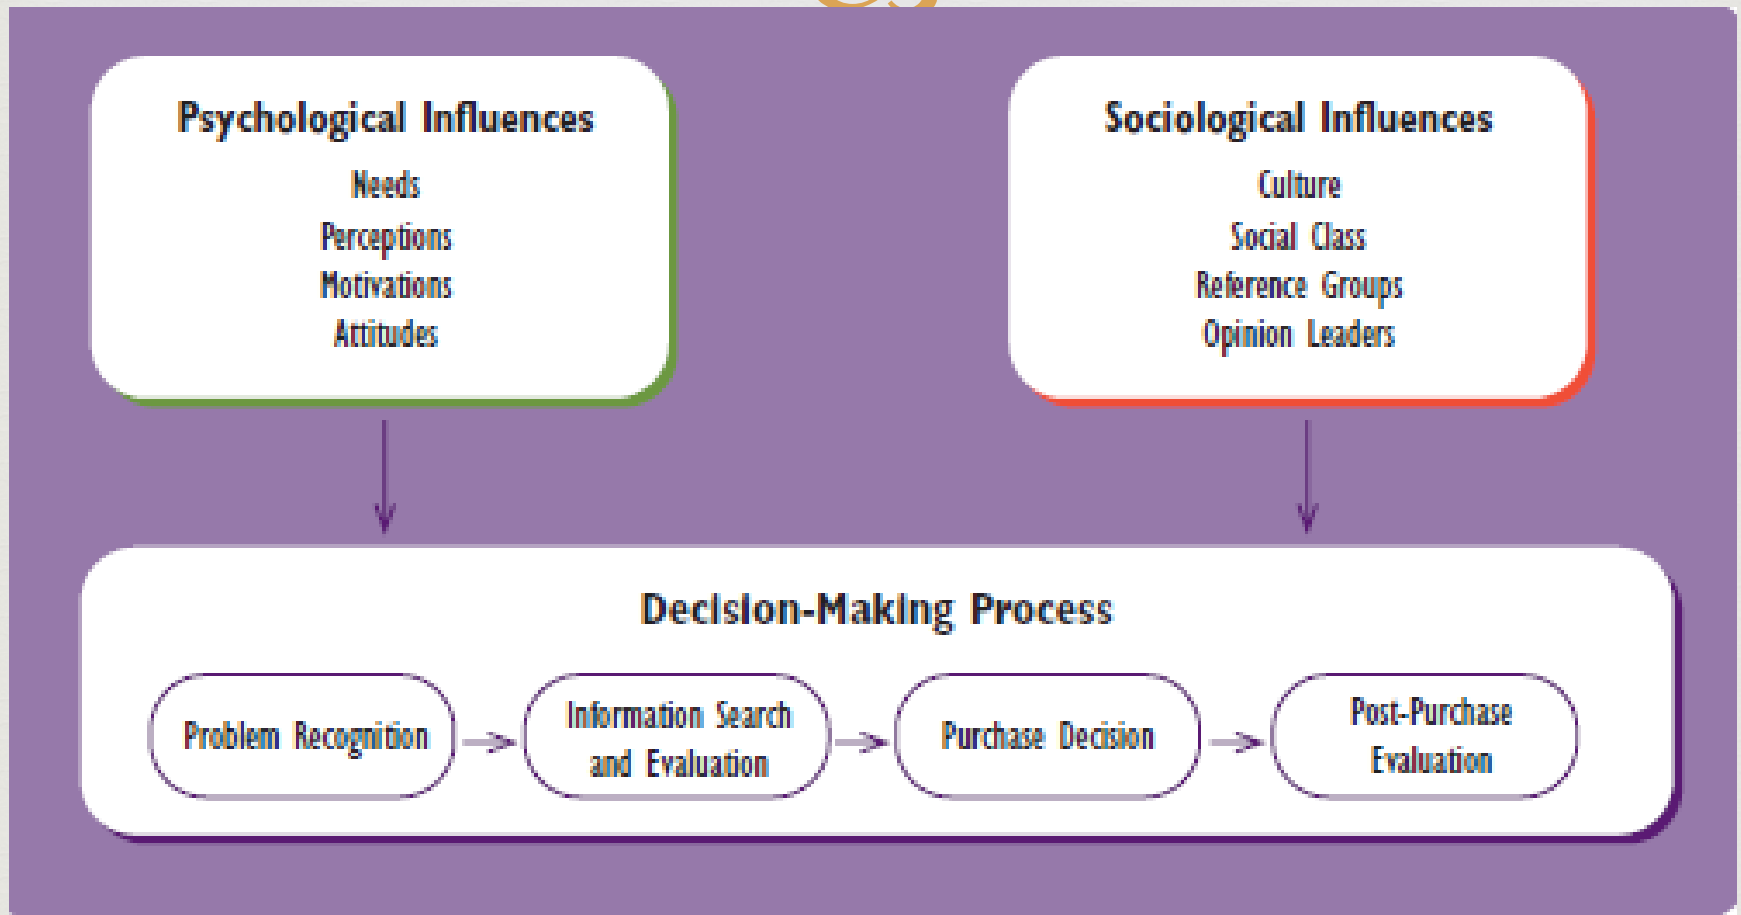 Psychological Influences
Needs
Perceptions
Motivations
Attitudes
Sociological Influences
Culture
Social Class
Reference Groups
Opinion Leaders
Decision-Making Process
Problem Recognition
Information Search
and Evaluation
Purchase Decision
Post-Purchase
Evaluation